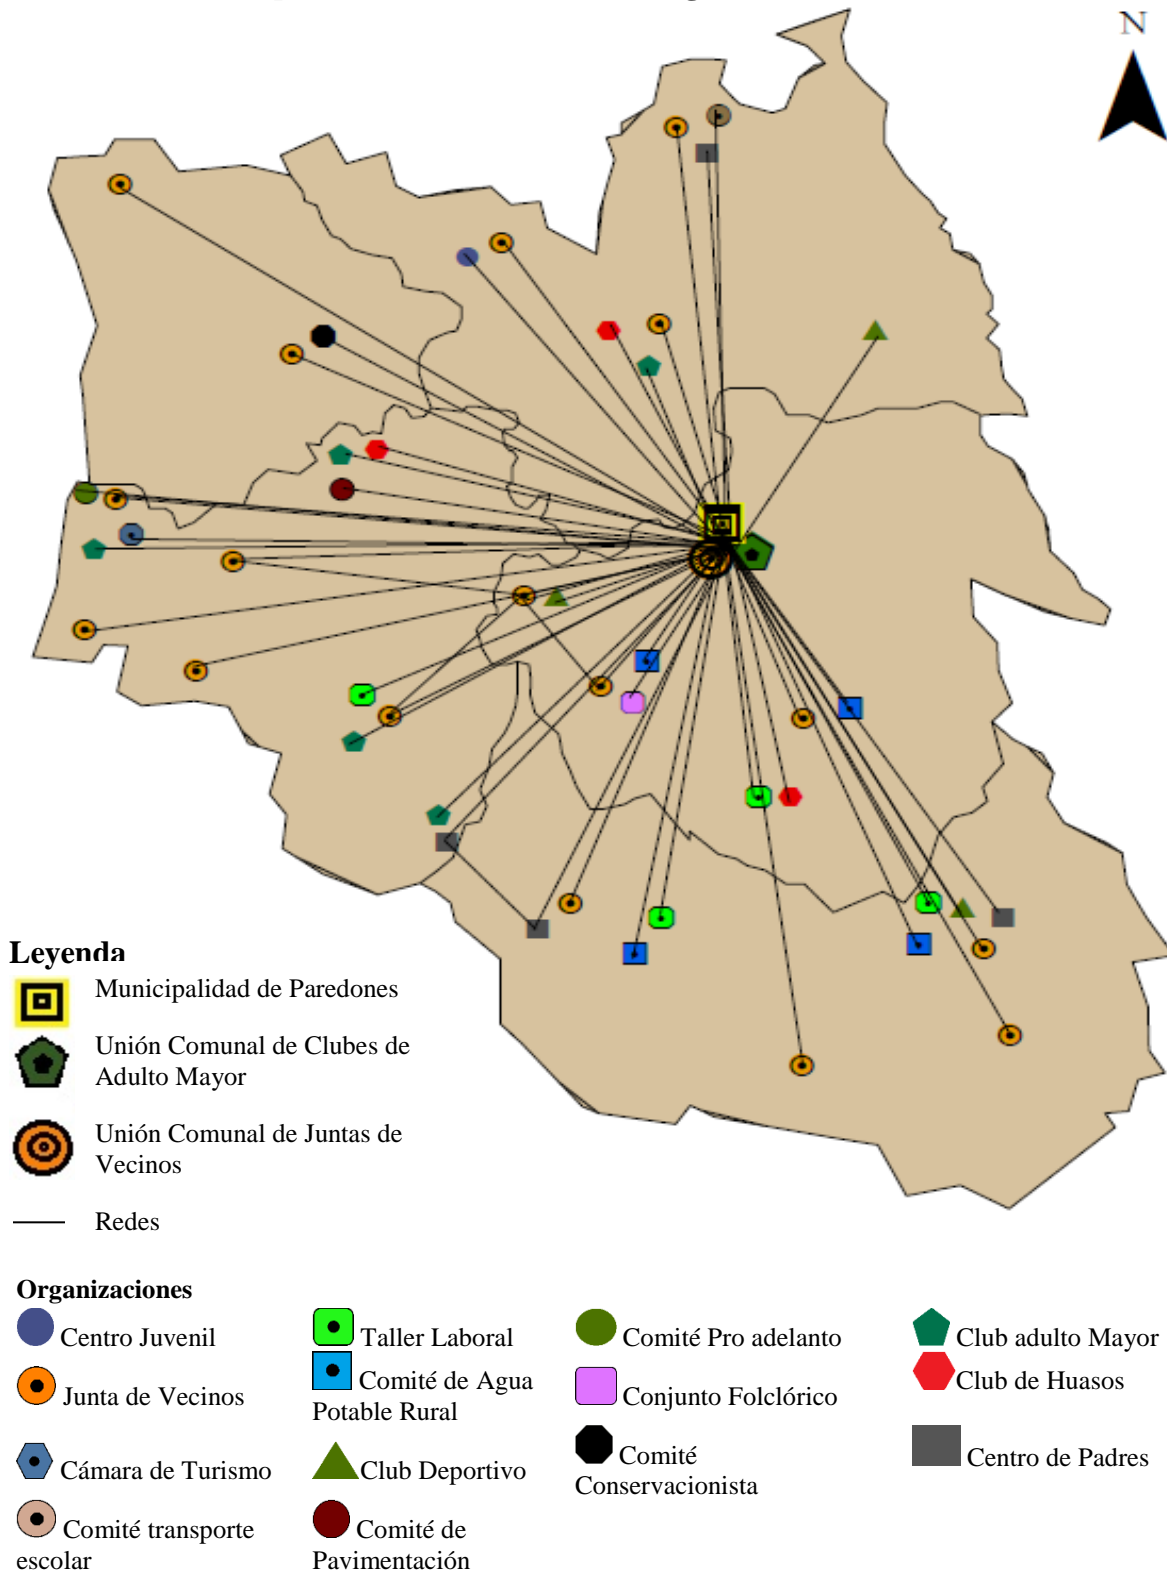 N
Leyenda
Municipalidad de Paredones
Unión Comunal de Clubes de
Adulto Mayor
Unión Comunal de Juntas de
Vecinos
Redes
Organizaciones
Centro Juvenil
Taller Laboral
Comité Pro adelanto
Club adulto Mayor
Junta de Vecinos
Comité de Agua
Potable Rural
Conjunto Folclórico
Club de Huasos
Cámara de Turismo
Club Deportivo
Comité
Conservacionista
Centro de Padres
Comité transporte
escolar
Comité de
Pavimentación